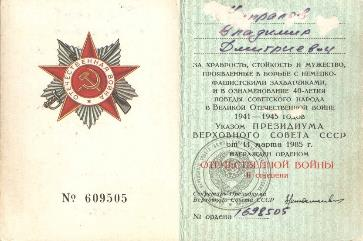 ОТЕЧЕСТВЕННАЯ ВОЙНА
№ 609505
Владимир
Дмитриевич
ЗА ХРАБРОСТЬ, СТОЙКОСТЬ И МУЖЕСТВО,
ПРОЯВЛЕННЫЕ В БОРЬБЕ С НЕМЕЦКО-
ФАШИСТСКИМИ ЗАХВАТЧИКАМИ,
И В ОЗНАМЕНОВАНИЕ 40-ЛЕТИЯ
ПОБЕДЫ СОВЕТСКОГО НАРОДА
В ВЕЛИКОЙ ОТЕЧЕСТВЕННОЙ ВОЙНЕ
1941—1945 ГОДОВ
УКАЗОМ ПРЕЗИДИУМА
ВЕРХОВНОГО СОВЕТА СССР
от 11 марта 1985 г.
НАГРАЖДЕН ОРДЕНОМ
ОТЕЧЕСТВЕННОЙ ВОЙНЫ
II степени
Секретарь Президиума
Верховного Совета СССР
№ ордена 1698505